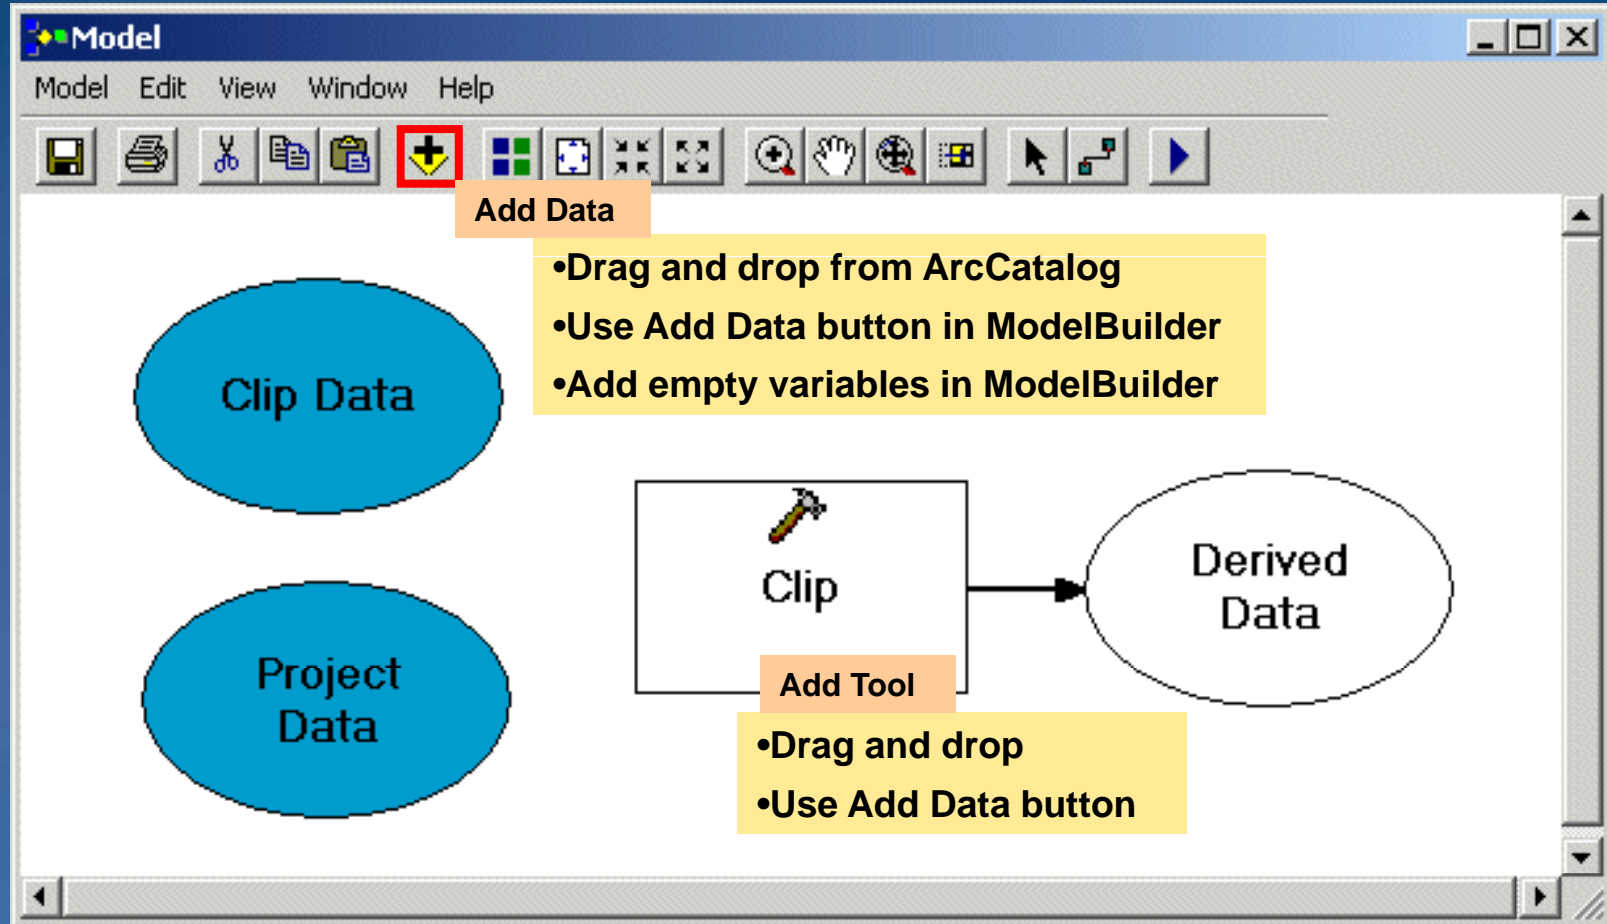 Model
Model Edit View Window Help
Add Data
•Drag and drop from ArcCatalog
•Use Add Data button in ModelBuilder
•Add empty variables in ModelBuilder
Clip Data
Clip
Derived
Data
Project
Data
Add Tool
•Drag and drop
•Use Add Data button